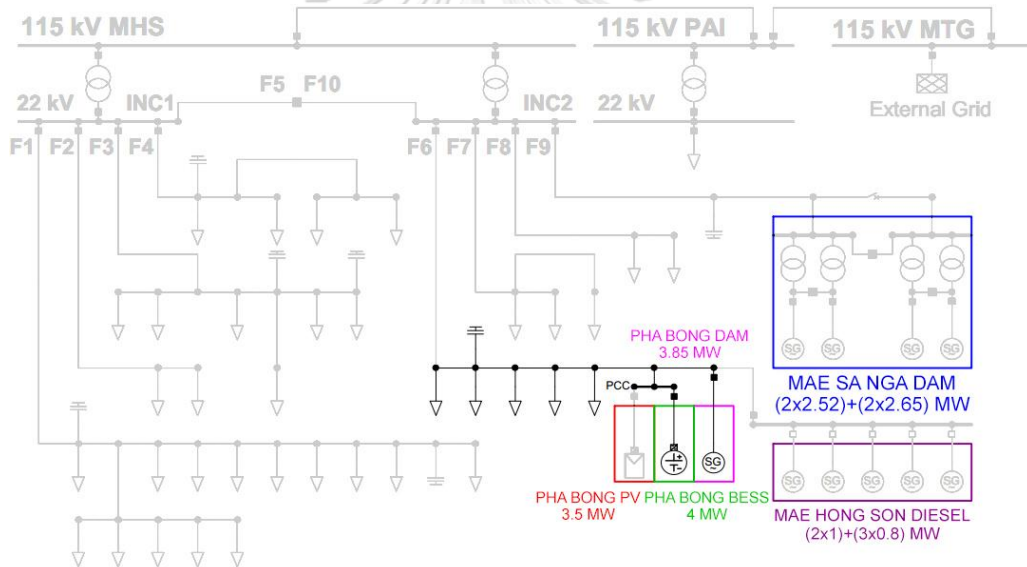 115 kV MHS
115 kV PAI
115 kV MTG
F5 F10
22 kV
INC1
INC2
22 kV
External Grid
F1 F2 F3 F4
F6 F7 F8 F9
PHA BONG DAM
3.85 MW
PCC
SG
SG SG SG SG
MAE SA NGA DAM
(2x2.52)+(2x2.65) MW
SG SG SG SG SG
PHA BONG PV
3.5 MW
PHA BONG BESS
4 MW
MAE HONG SON DIESEL
(2x1)+(3x0.8) MW